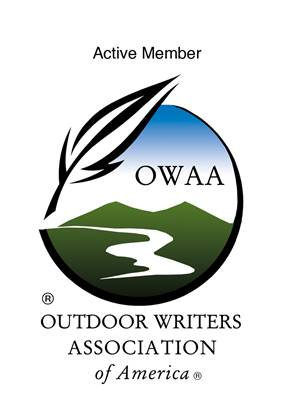 Active Member
OWAA
®
OUTDOOR WRITERS
ASSOCIATION
of America ®